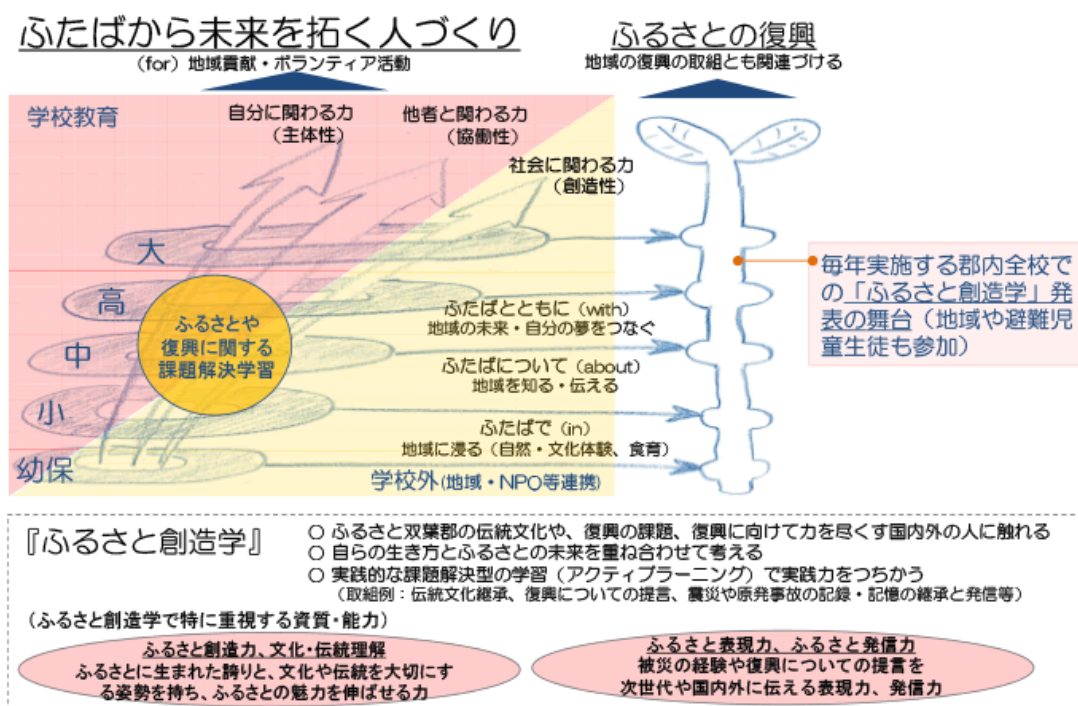 ふたばから未来を拓く人づくり
(for) 地域貢献・ボランティア活動
ふるさとの復興
地域の復興の取組とも関連づける
学校教育
自分に関わる力
（主体性）
他者と関わる力
（協働性）
社会に関わる力
（創造性）
大
高
中
小
幼保
ふるさとや
復興に関する
課題解決学習
ふたばとともに（with）
地域の未来・自分の夢をつなぐ
ふたばについて（about）
地域を知る・伝える
ふたばで（in）
地域に浸る（自然・文化体験、食育）
学校外(地域・NPO等連携)
毎年実施する郡内全校で
の「ふるさと創造学」発
表の舞台（地域や避難児
童生徒も参加）
『ふるさと創造学』
○ ふるさと双葉郡の伝統文化や、復興の課題、復興に向けて力を尽くす国内外の人に触れる
○ 自らの生き方とふるさとの未来を重ね合わせて考える
○ 実践的な課題解決型の学習（アクティブラーニング）で実践力をつちかう
（取組例：伝統文化継承、復興についての提言、震災や原発事故の記録・記憶の継承と発信等）
（ふるさと創造学で特に重視する資質・能力）
ふるさと創造力、文化・伝統理解
ふるさとに生まれた誇りと、文化や伝統を大切にす
る姿勢を持ち、ふるさとの魅力を伸ばせる力
ふるさと表現力、ふるさと発信力
被災の経験や復興についての提言を
次世代や国内外に伝える表現力、発信力